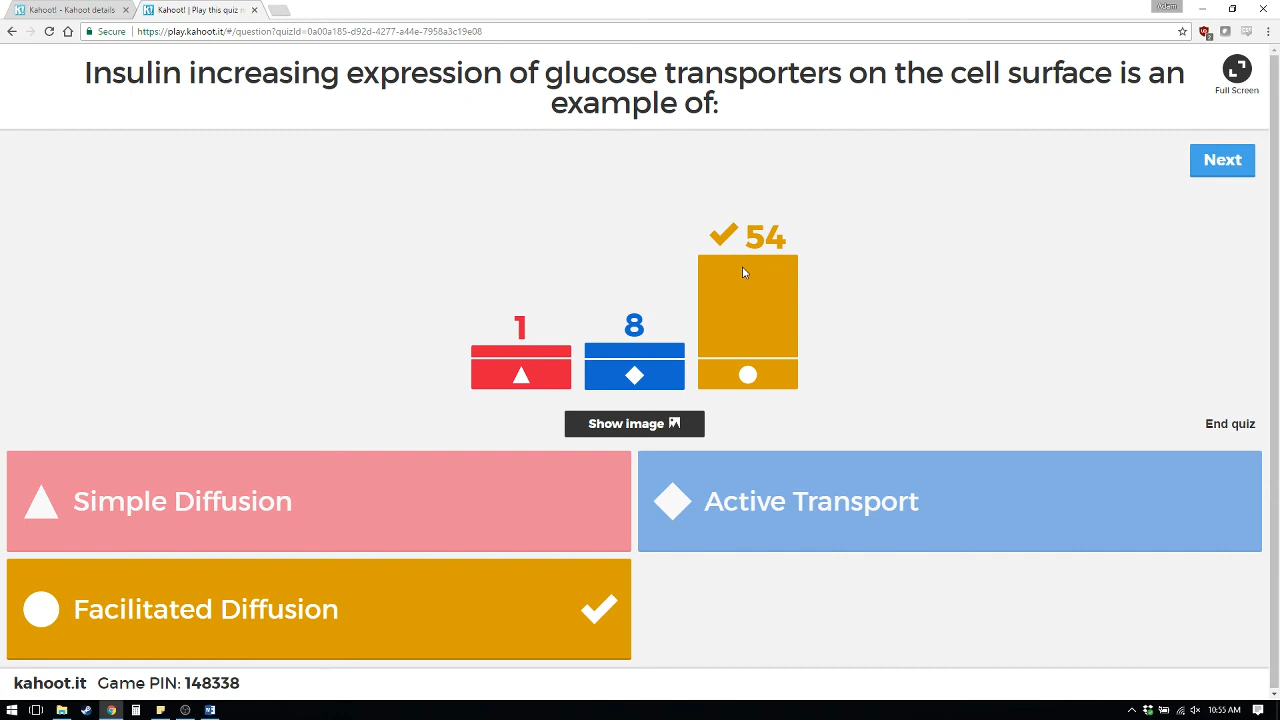 Adam
Kahoot! - Kahoot details
Kahoot! | Play this quiz n
Secure
https://play.kahoot.it/#/question?quizId=0a00a185-d92d-4277-a44e-7958a3c19e08
Insulin increasing expression of glucose transporters on the cell surface is an
example of:
Full Screen
Next
54
1
8
Show image
End quiz
Simple Diffusion
Active Transport
Facilitated Diffusion
kahoot.it Game PIN: 148338
10:55 AM